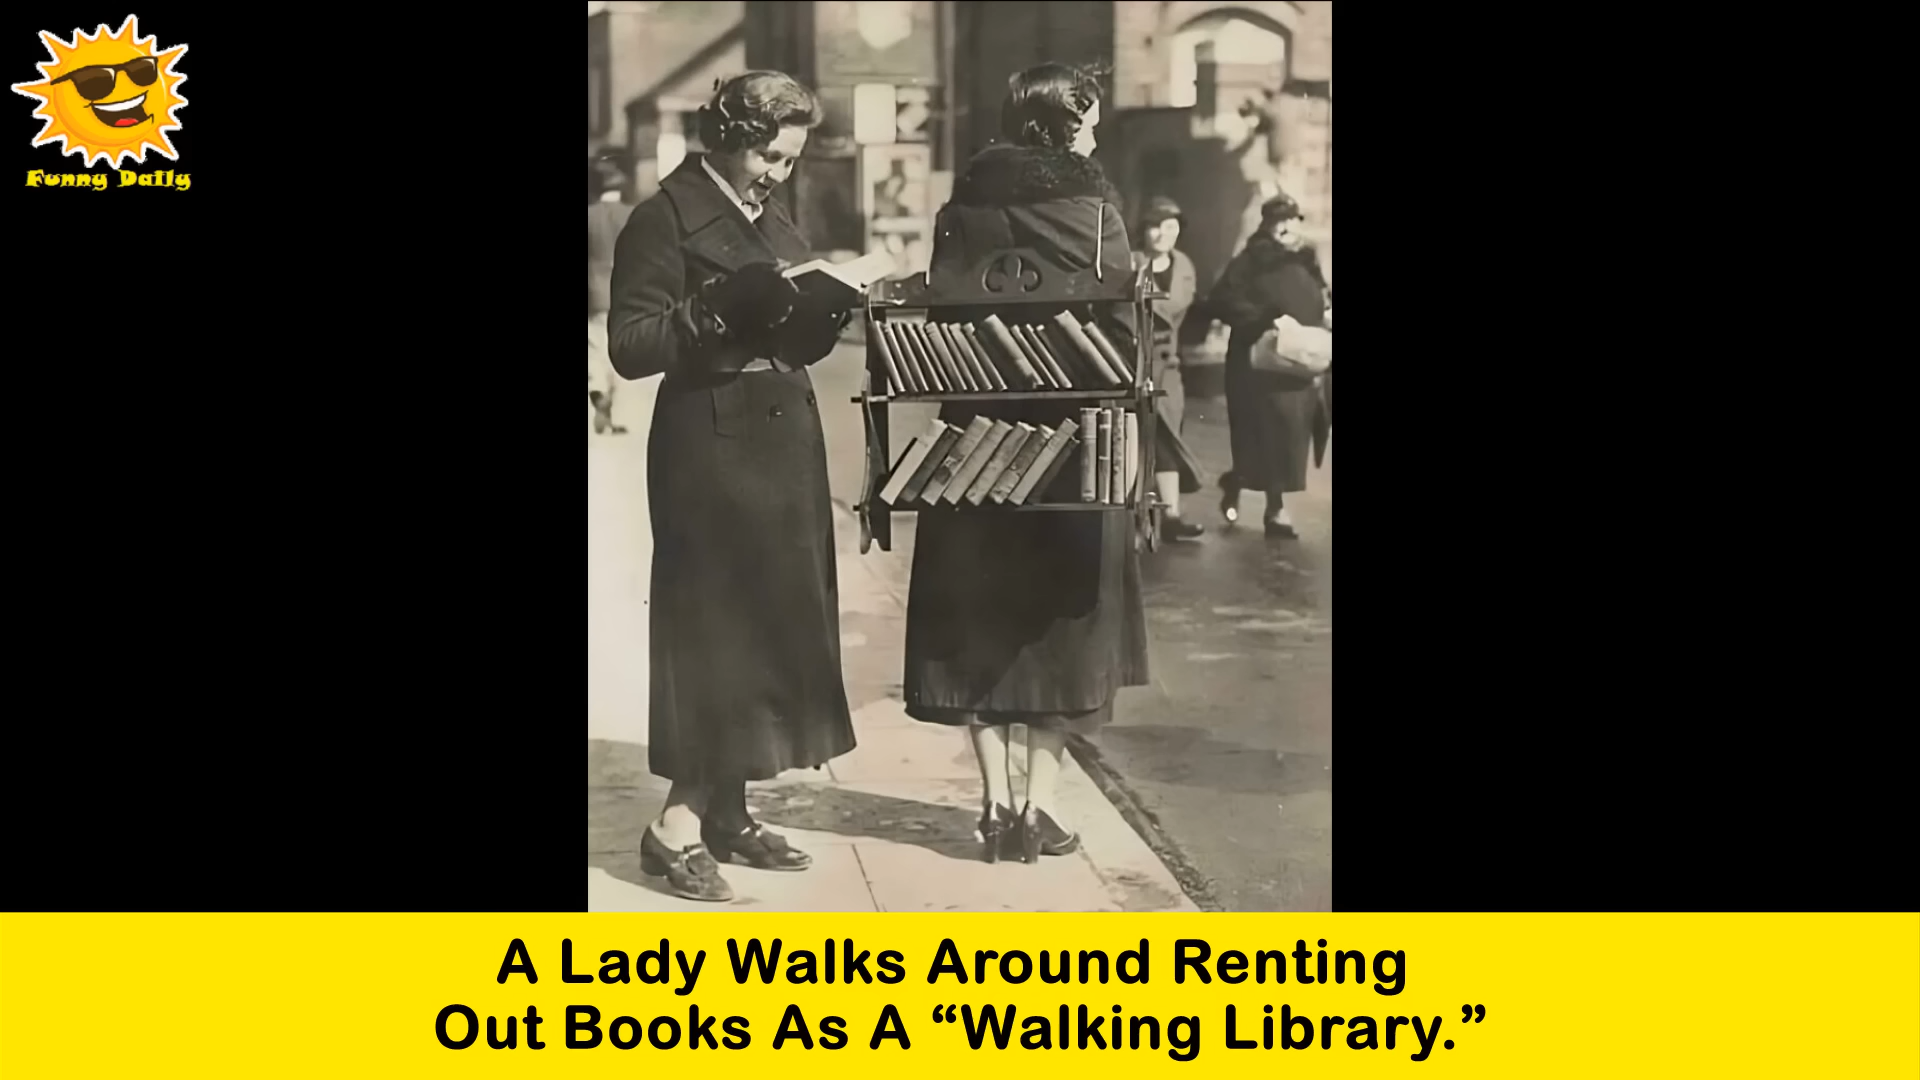 Funny Daily
A Lady Walks Around Renting
Out Books As A “Walking Library.”